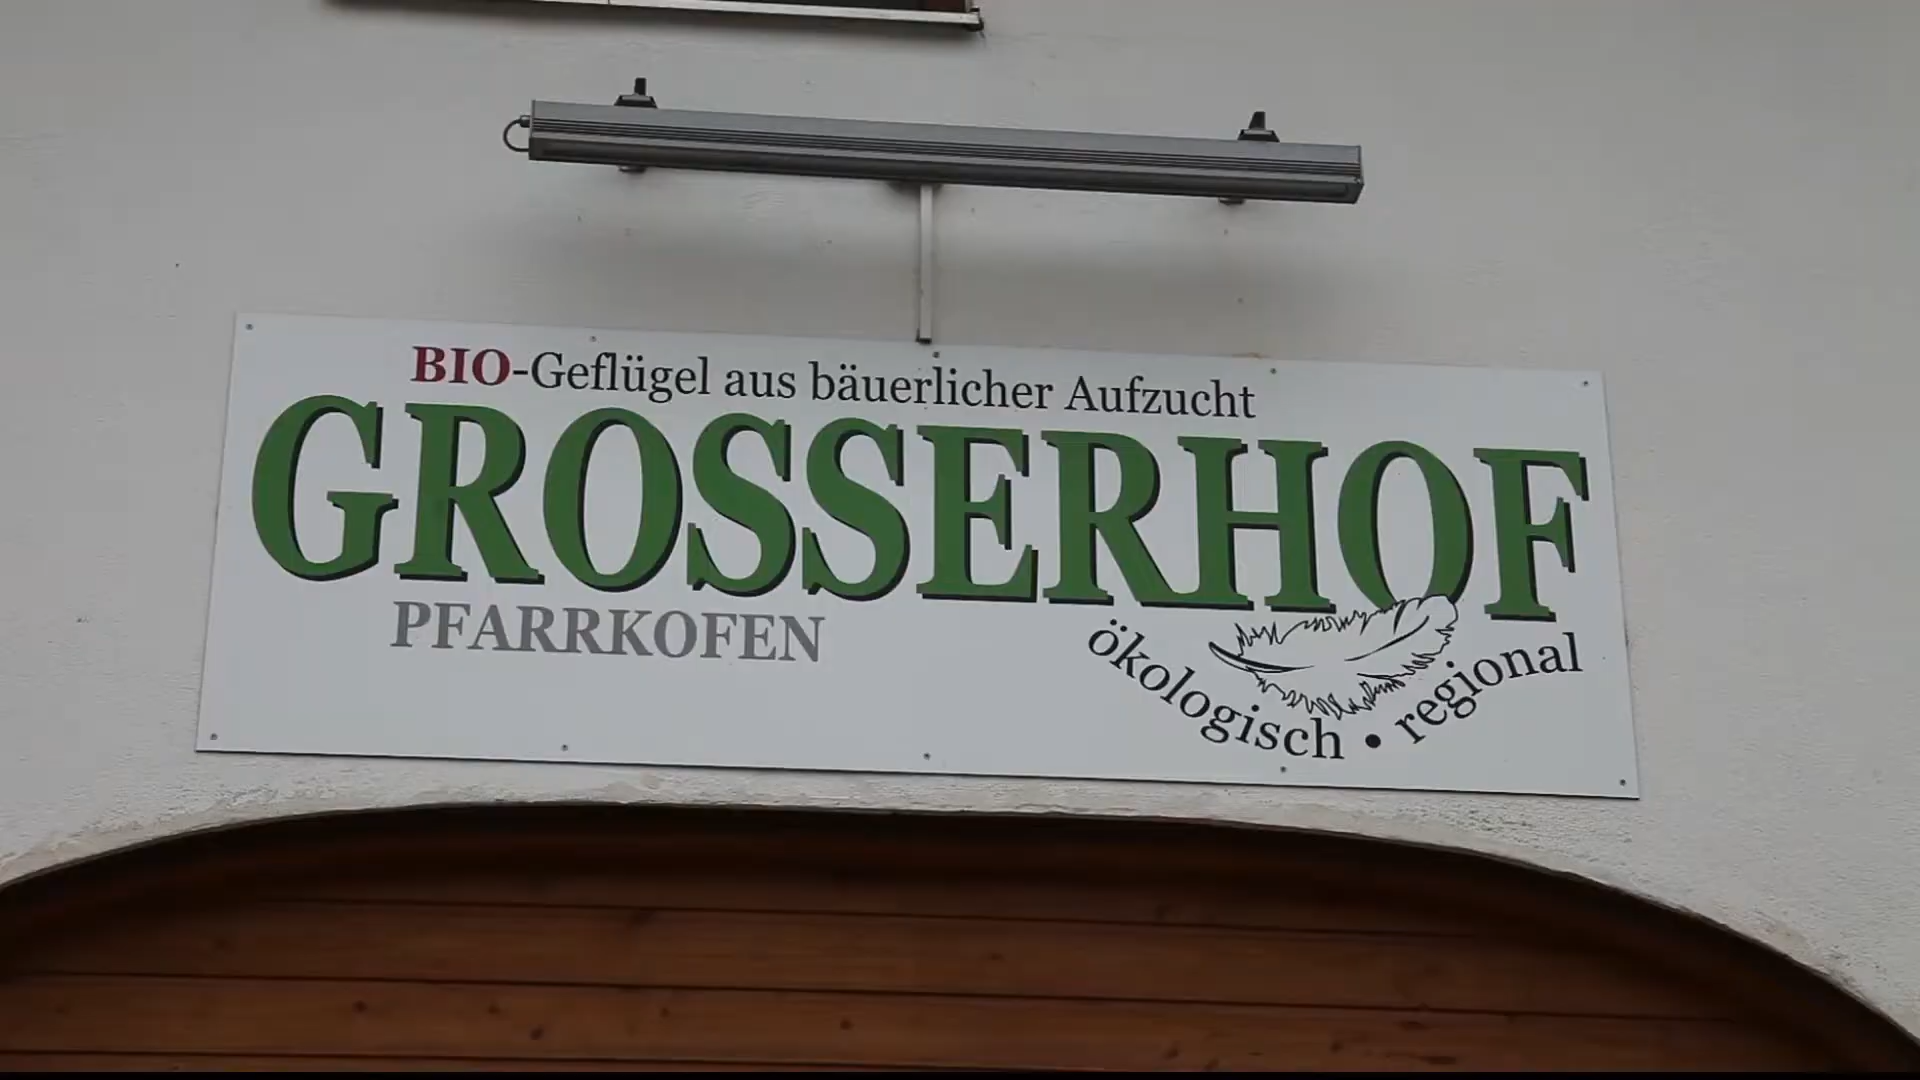 BIO-Geflügel aus bäuerlicher Aufzucht
GROSSERHOF
PFARRKOFEN
ökologisch • regional